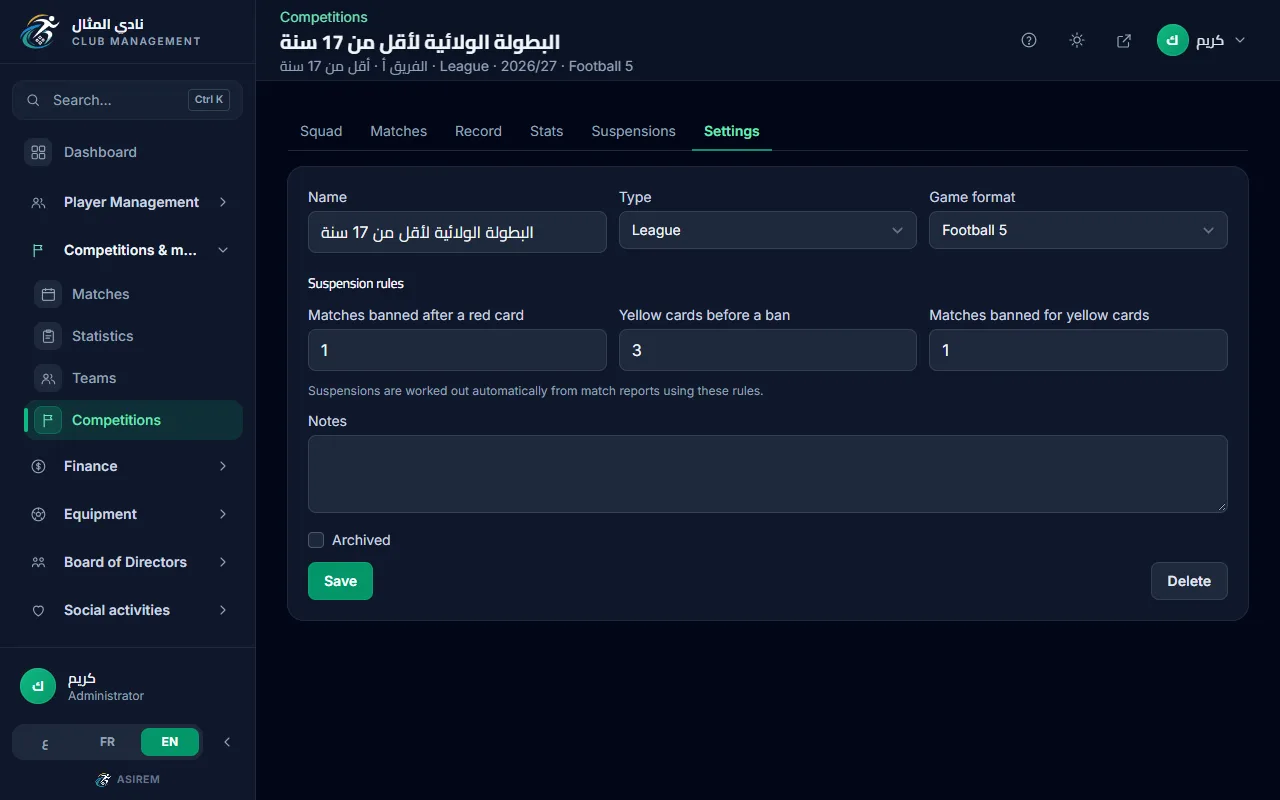 نادي المثال
CLUB MANAGEMENT
Search...
Ctrl K
Dashboard
Player Management
Competitions & m...
Matches
Statistics
Teams
Competitions
Finance
Equipment
Board of Directors
Social activities
ك
كريم
Administrator
ع
FR
EN
ASIREM
Competitions
البطولة الولائية لأقل من 17 سنة
الفريق أ · أقل من 17 سنة · League · 2026/27 · Football 5
ك
كريم
Squad
Matches
Record
Stats
Suspensions
Settings
Name
Type
Game format
البطولة الولائية لأقل من 17 سنة
League
Football 5
Suspension rules
Matches banned after a red card
Yellow cards before a ban
Matches banned for yellow cards
1
3
1
Suspensions are worked out automatically from match reports using these rules.
Notes
Archived
Save
Delete